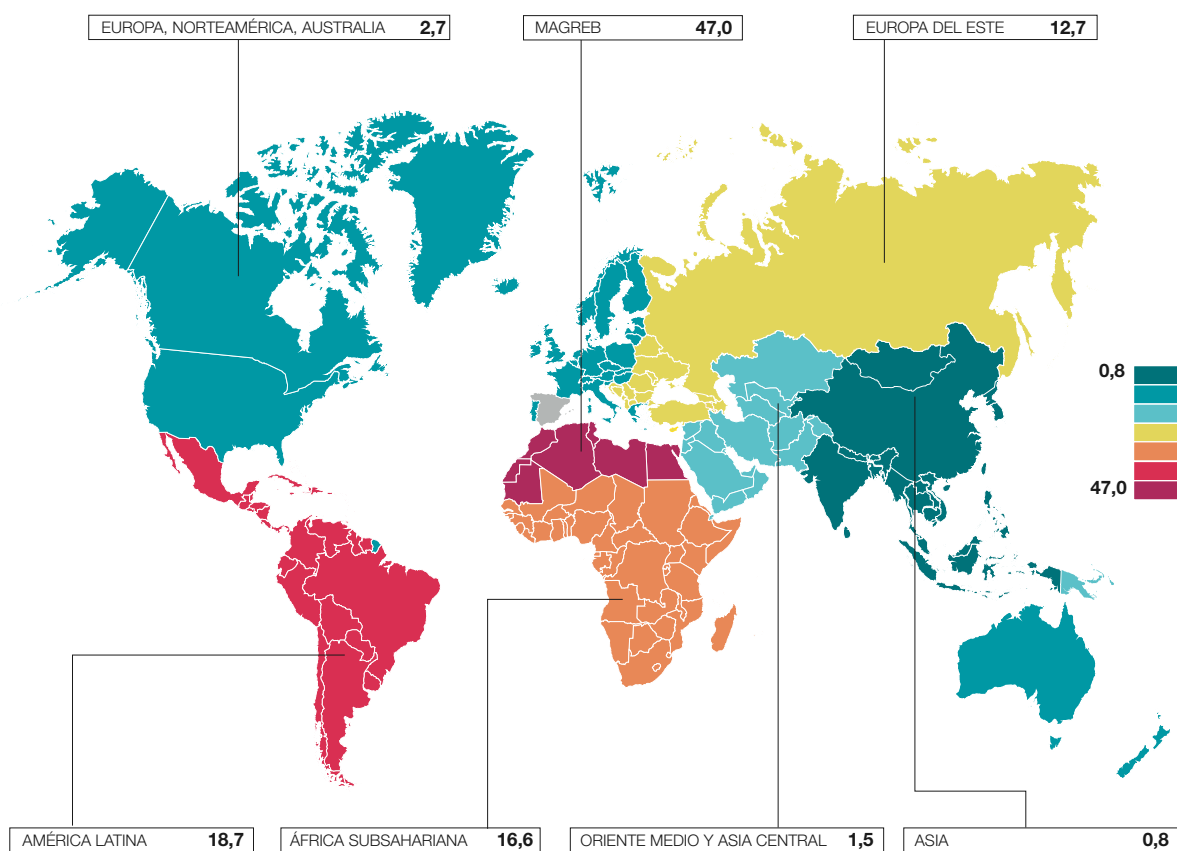 EUROPA, NORTEAMÉRICA, AUSTRALIA 2,7
MAGREB 47,0
EUROPA DEL ESTE 12,7
0,8
47,0
AMÉRICA LATINA 18,7
ÁFRICA SUBSAHARIANA 16,6
ORIENTE MEDIO Y ASIA CENTRAL 1,5
ASIA 0,8